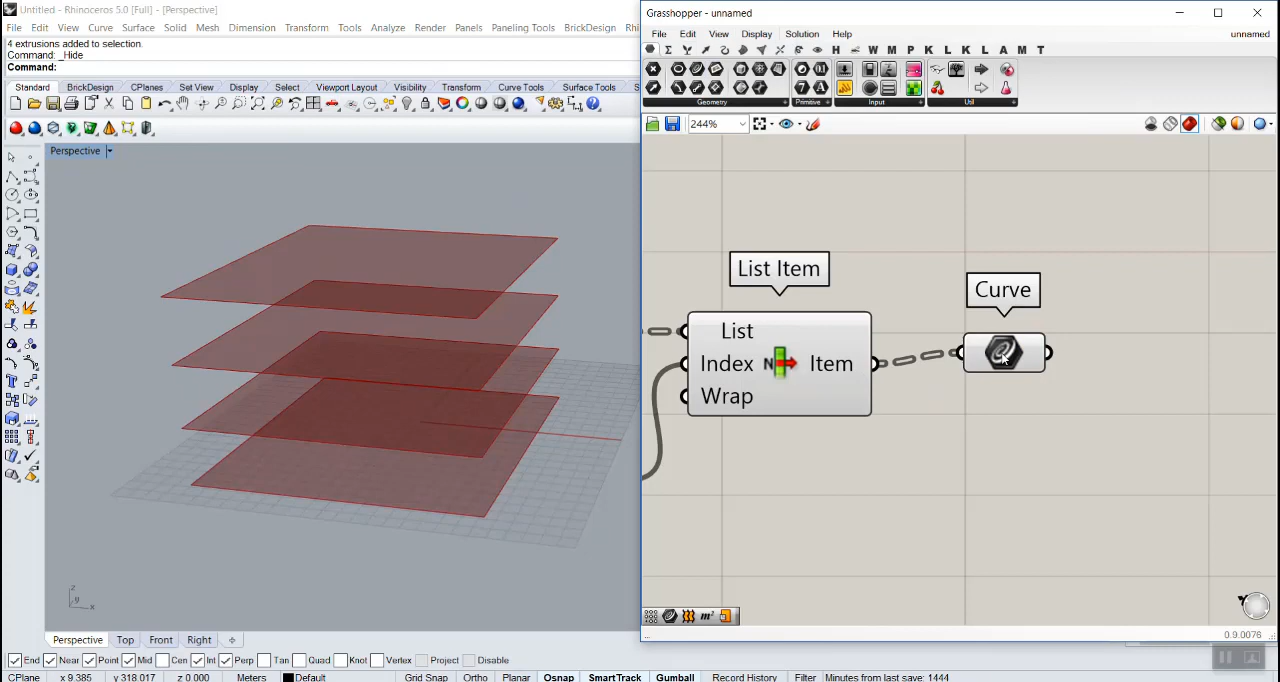 Untitled - Rhinoceros 5.0 [Full] - [Perspective]
File Edit View Curve Surface Solid Mesh Dimension Transform Tools Analyze Render Panels Paneling Tools BrickDesign
4 extrusions added to selection.
Command: _Hide
Command:
Standard BrickDesign CPlanes Set View Display Select Viewport Layout Visibility Transform Curve Tools Surface Tools
Perspective
z
y
x
Perspective Top Front Right
End Near Point Mid Cen Int Perp Tan Quad Knot Vertex Project Disable
CPlane x 9.385 y 318.017 z 0.000 Meters Default Grid Snap Ortho Planar Osnap SmartTrack Gumball Record History Filter Minutes from last save: 1444
Grasshopper - unnamed
File Edit View Display Solution Help unnamed
H W M P K L K L A M T
Geometry Primitive Input Util
244%
List Item
List
Index
Wrap
N
Item
Curve
m²
0.9.0076